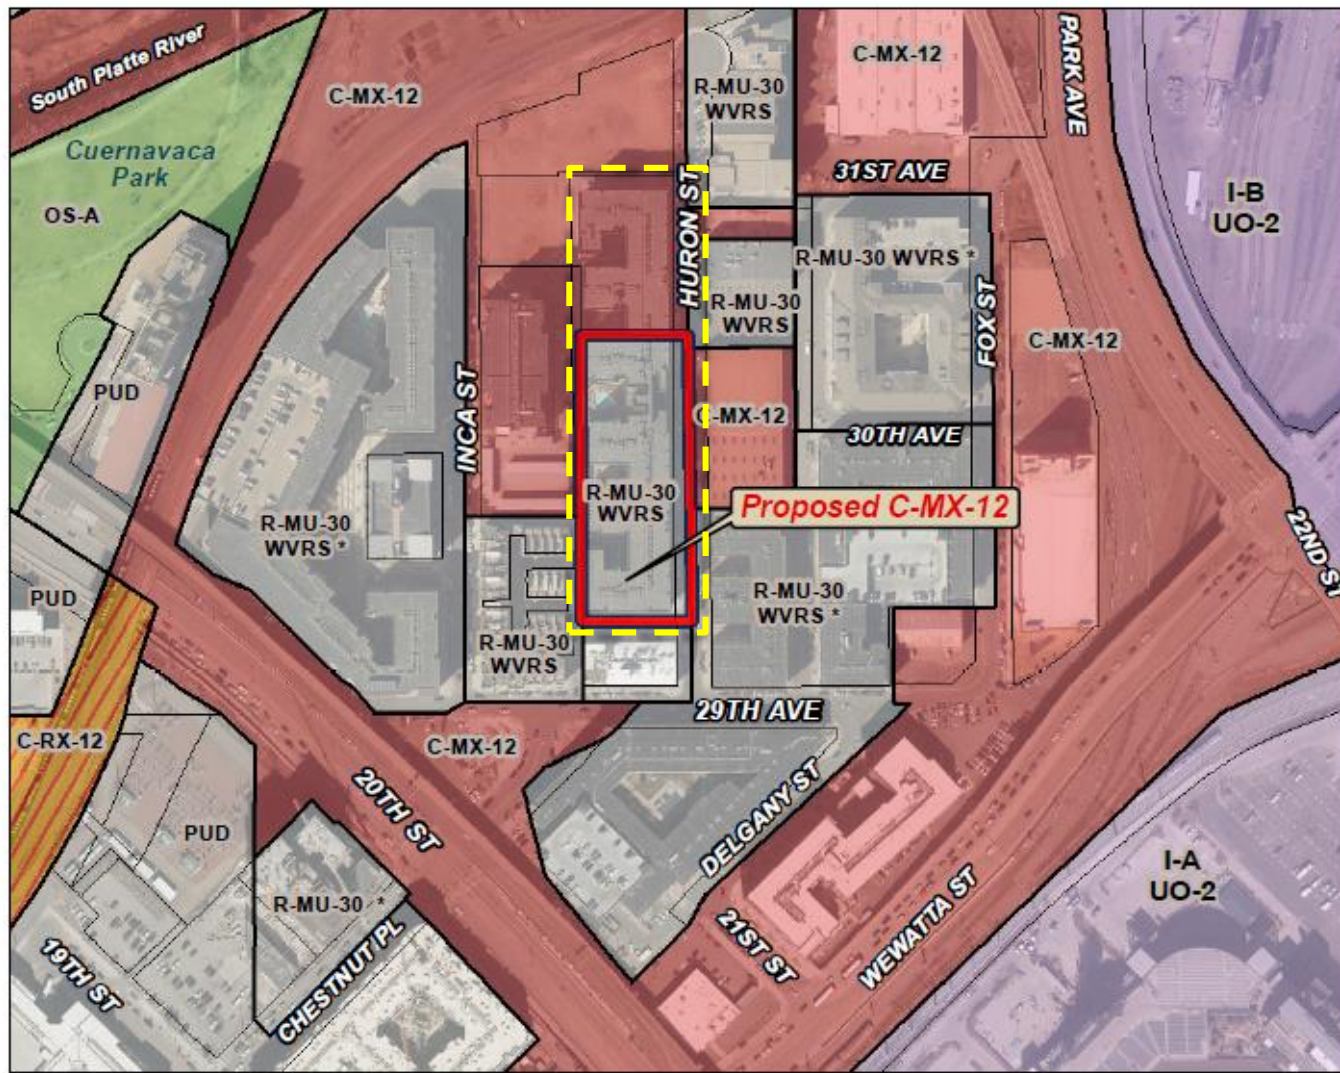 South Platte River
C-MX-12
C-MX-12
PARK AVE
R-MU-30
WVRS
Cuernavaca
Park
31ST AVE
I-B
UO-2
OS-A
HURON ST
R-MU-30 WVRS *
R-MU-30
WVRS
FOX ST
C-MX-12
PUD
INCA ST
C-MX-12
30TH AVE
R-MU-30
WVRS
Proposed C-MX-12
R-MU-30
WVRS *
22ND ST
PUD
R-MU-30
WVRS *
R-MU-30
WVRS
29TH AVE
C-RX-12
C-MX-12
20TH ST
DELGANY ST
PUD
I-A
UO-2
R-MU-30 *
21ST ST
WEWATTA ST
19TH ST
CHESTNUT PL